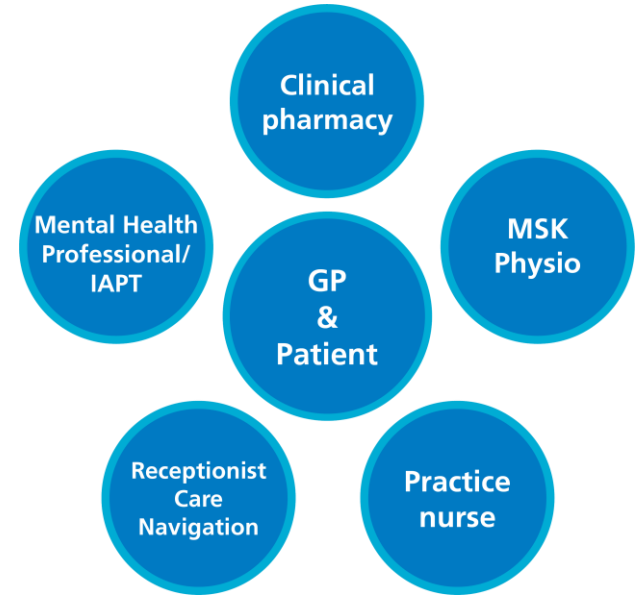 Clinical
pharmacy
Mental Health
Professional/
IAPT
MSK
Physio
GP
&
Patient
Receptionist
Care
Navigation
Practice
nurse